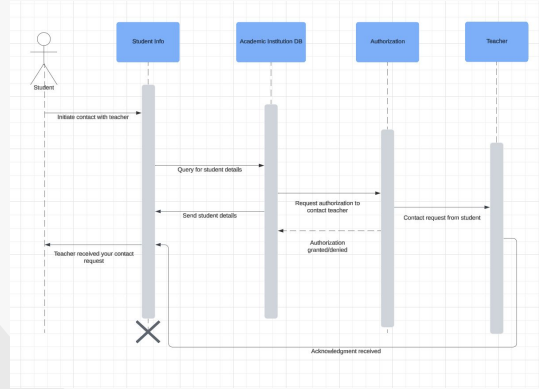 Student Info
Academic Institution DB
Authorization
Teacher
Student
Initiate contact with teacher
Query for student details
Request authorization to
contact teacher
Send student details
Contact request from student
Authorization
granted/denied
Teacher received your contact
request
Acknowledgment received